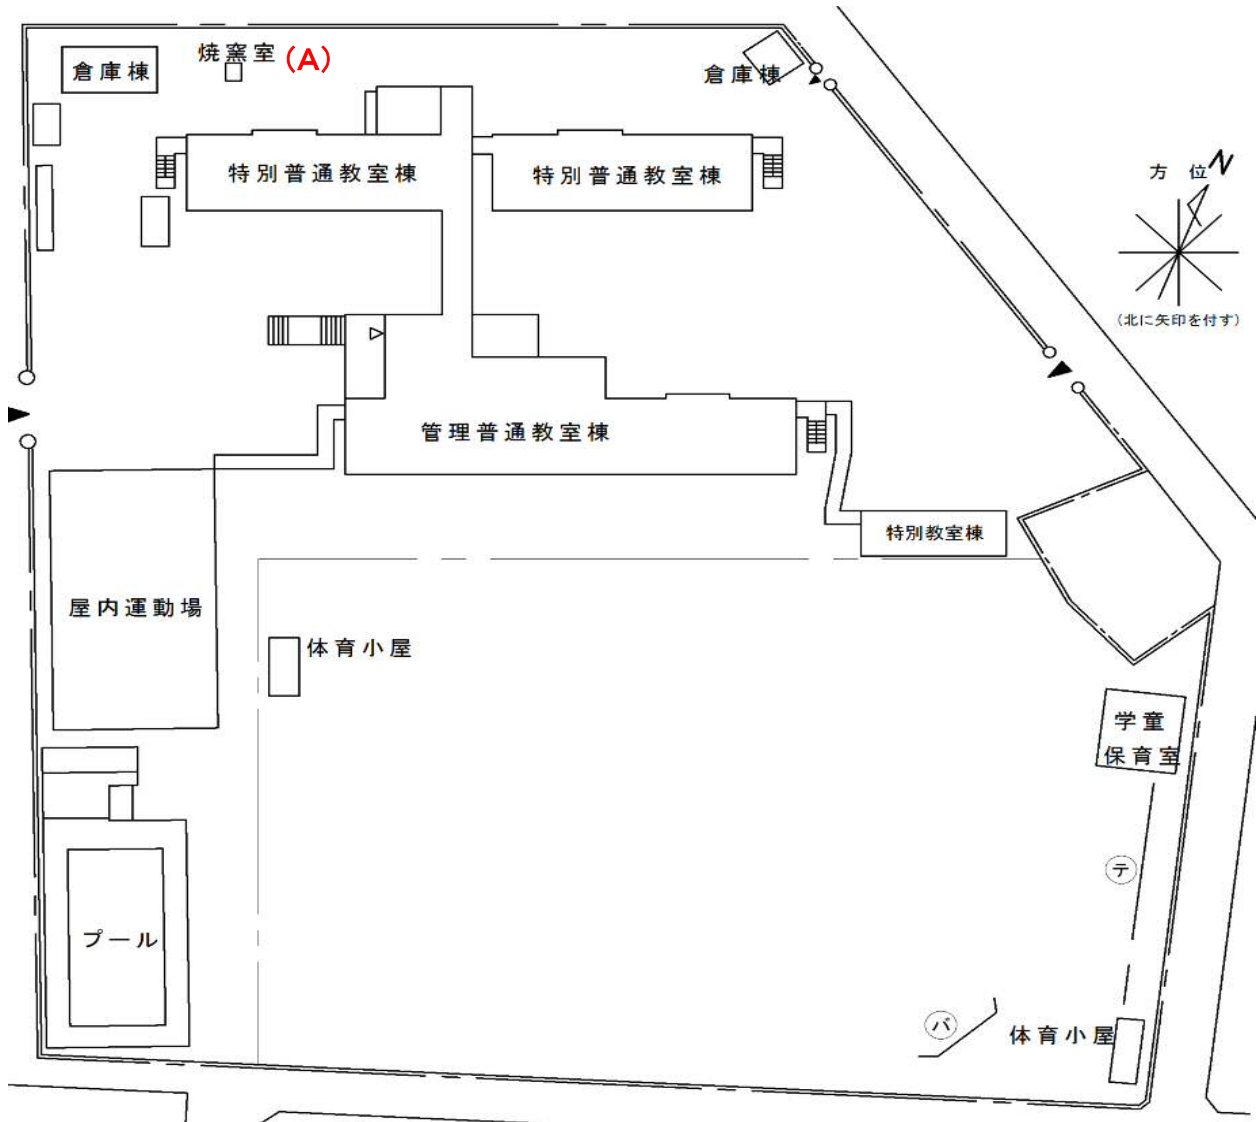 焼窯室 (A)
倉庫棟
倉庫棟
特別普通教室棟
特別普通教室棟
方位 N
(北に矢印を付す)
管理普通教室棟
特別教室棟
屋内運動場
体育小屋
学童
保育室
テ
プール
バ
体育小屋